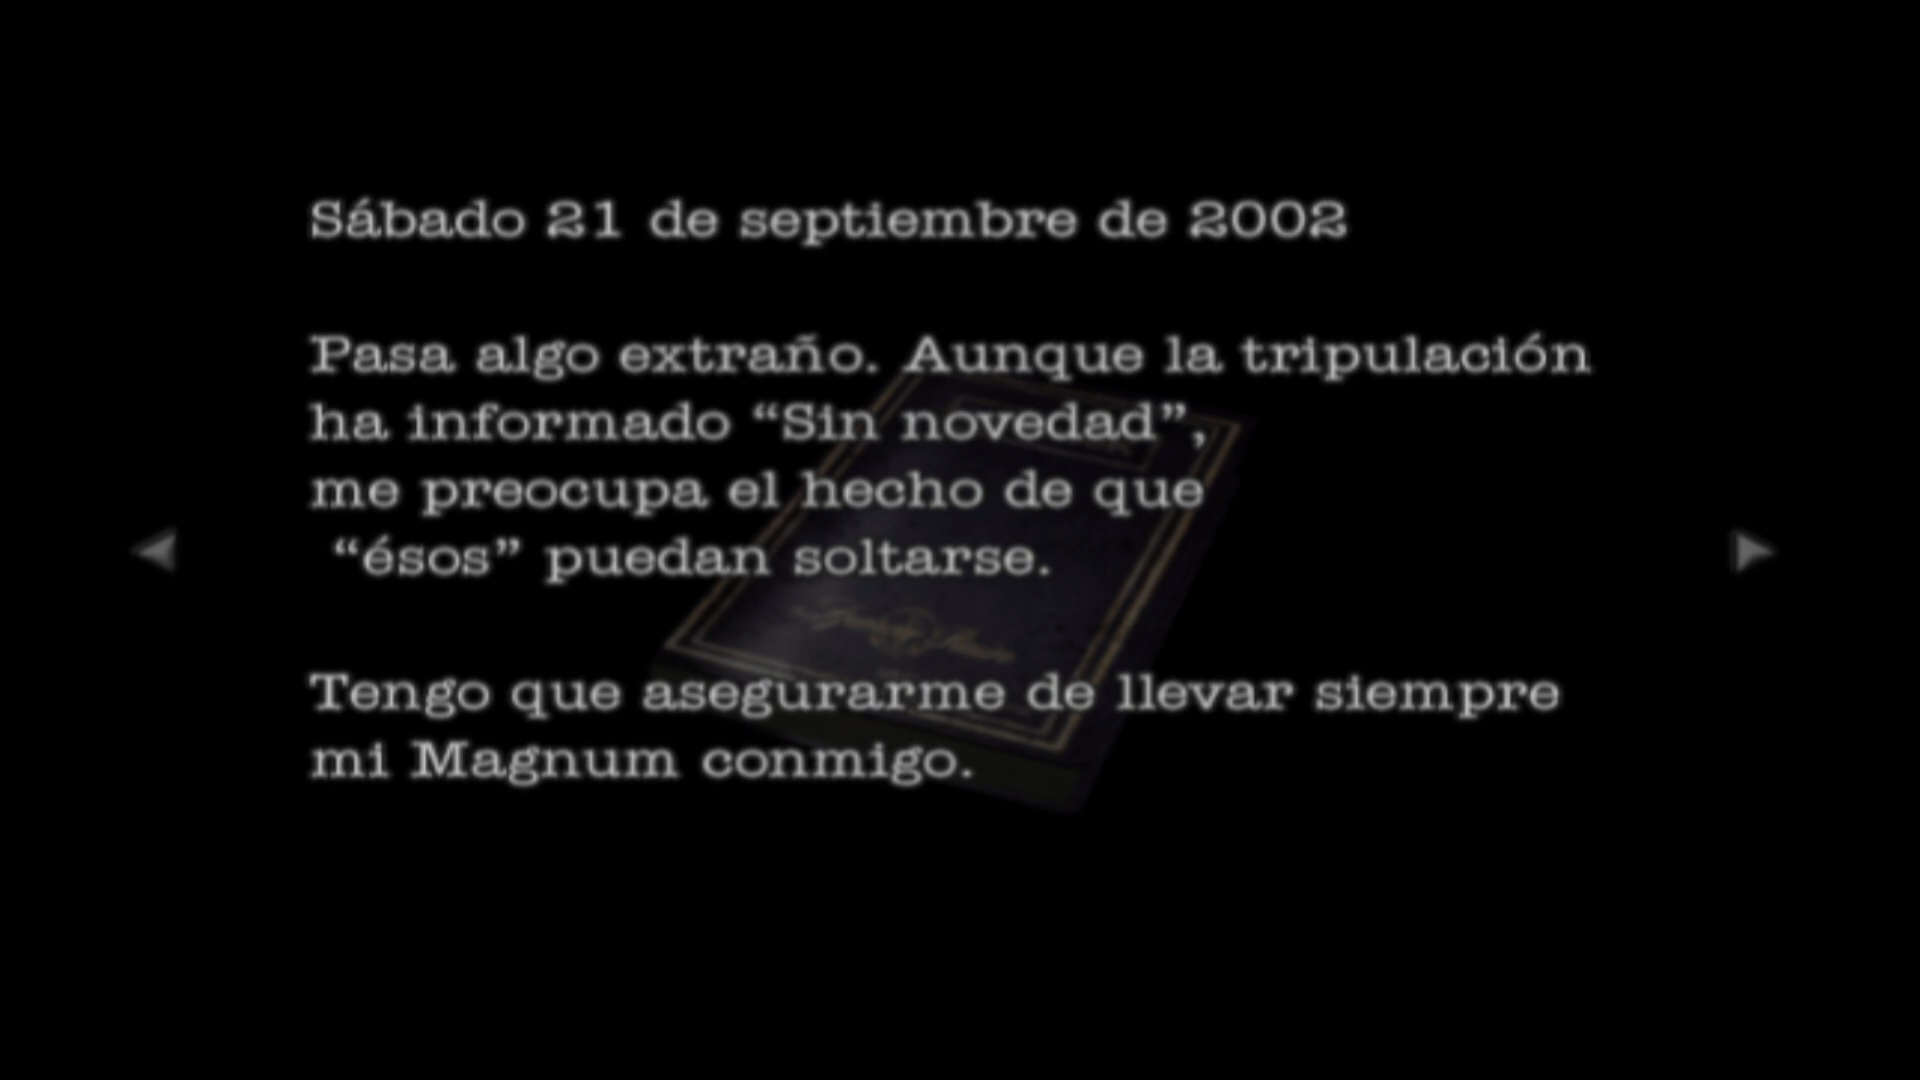 Sábado 21 de septiembre de 2002
Pasa algo extraño. Aunque la tripulación
ha informado “Sin novedad”,
me preocupa el hecho de que
“ésos” puedan soltarse.
Tengo que asegurarme de llevar siempre
mi Magnum conmigo.